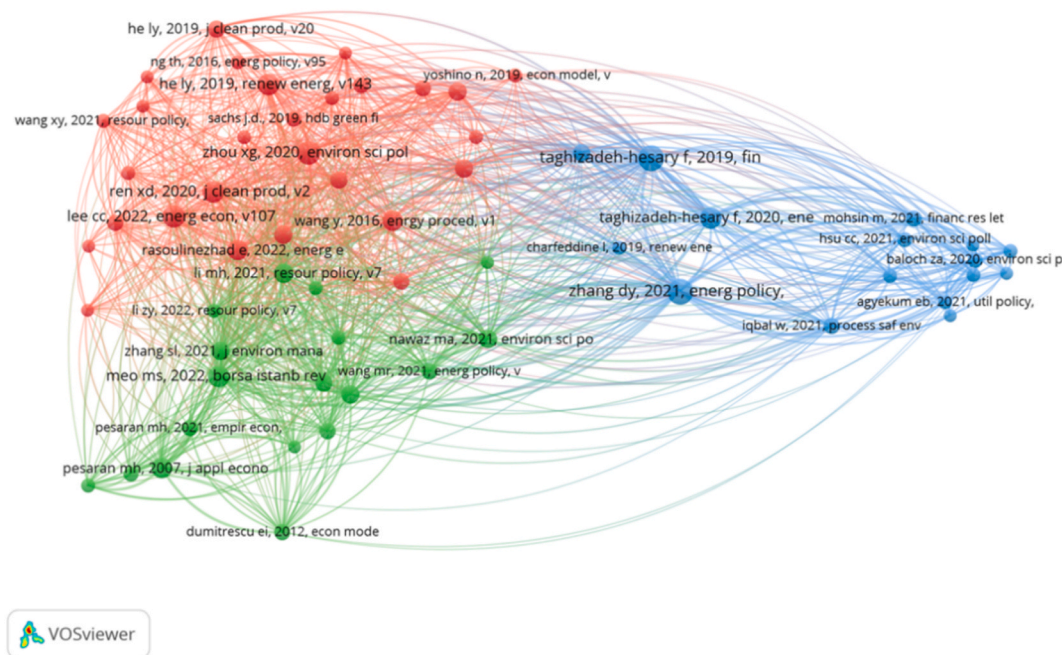 he ly, 2019, j clean prod, v20
ng th, 2016, energ policy, v95
yoshino n, 2019, econ model, v
he ly, 2019, renew energ, v143
wang xy, 2021, resour policy,
sachs j.d., 2019, hdb green fi
zhou xg, 2020, environ sci pol
taghizadeh-hesary f, 2019, fin
ren xd, 2020, j clean prod, v2
lee cc, 2022, energ econ, v107
wang y, 2016, enrgy proced, v1
taghizadeh-hesary f, 2020, ene
mohsin m, 2021, financ res let
hsu cc, 2021, environ sci poll
rasoulinezhad e, 2022, energ e
charfeddine l, 2019, renew ene
baloch za, 2020, environ sci p
li mh, 2021, resour policy, v7
zhang dy, 2021, energ policy,
agyekum eb, 2021, util policy,
li zy, 2022, resour policy, v7
iqbal w, 2021, process saf env
nawaz ma, 2021, environ sci po
zhang sl, 2021, j environ mana
wang mr, 2021, energ policy, v
meo ms, 2022, borsa istanb rev
pesaran mh, 2021, empir econ,
pesaran mh, 2007, j appl econo
dumitrescu ei, 2012, econ mode
VOSviewer